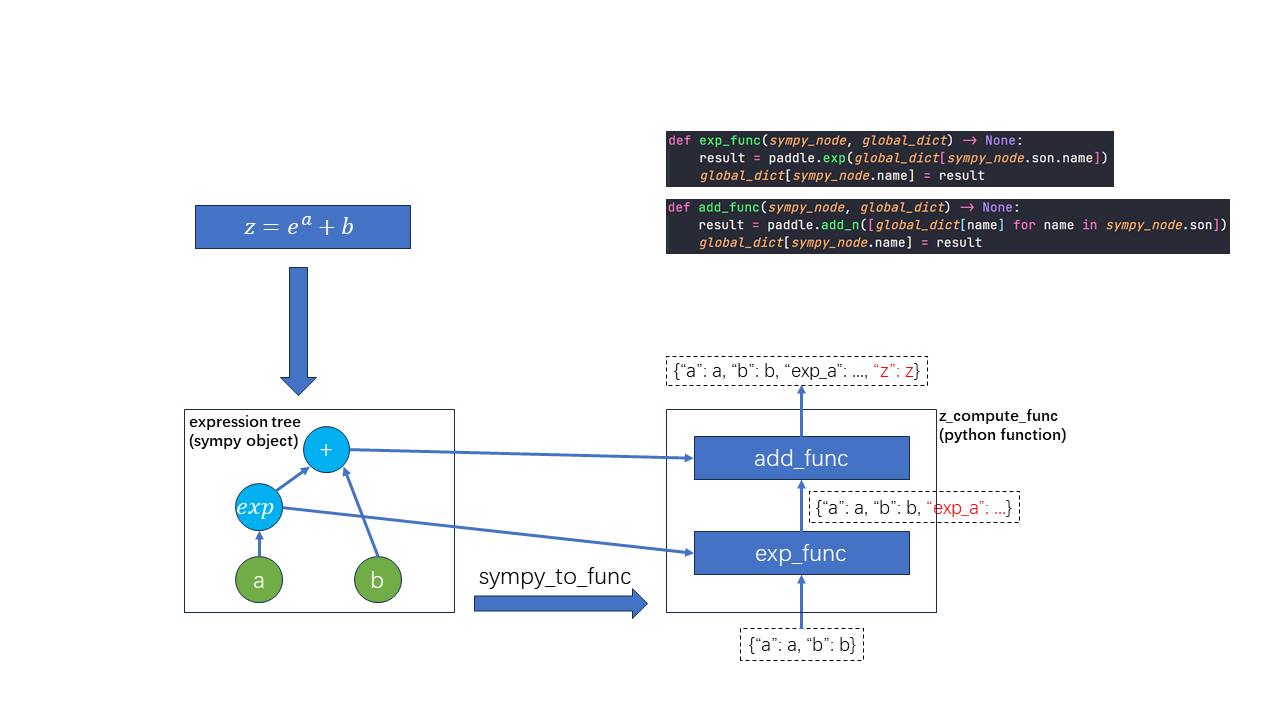 def exp_func(sympy_node, global_dict) → None:
result = paddle.exp(global_dict[sympy_node.son.name])
global_dict[sympy_node.name] = result
def add_func(sympy_node, global_dict) → None:
result = paddle.add_n([global_dict[name] for name in sympy_node.son])
global_dict[sympy_node.name] = result
z = e^a + b
{“a”: a, “b”: b, “exp_a”: ..., “z”: z}
expression tree
(sympy object)
+
exp
a
b
sympy_to_func
z_compute_func
(python function)
add_func
{“a”: a, “b”: b, “exp_a”: ...}
exp_func
{“a”: a, “b”: b}